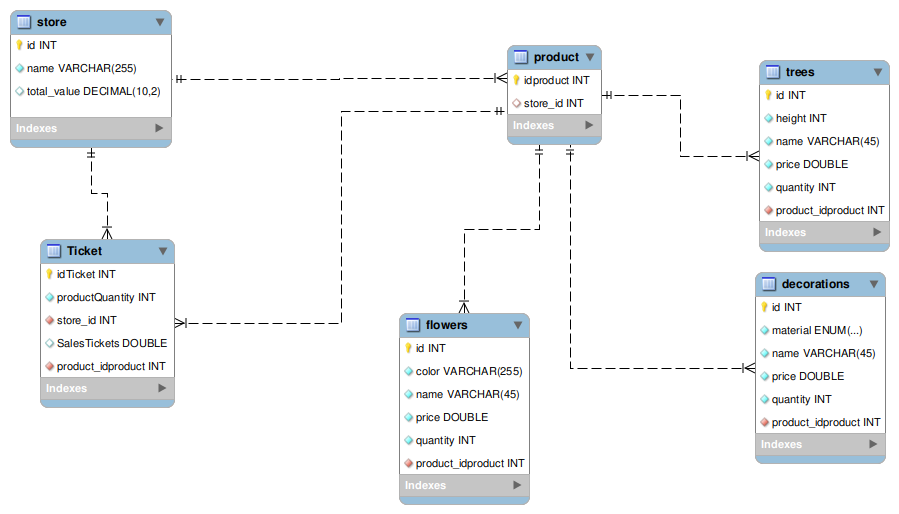 store
id INT
name VARCHAR(255)
total_value DECIMAL(10,2)
Indexes
product
idproduct INT
store_id INT
Indexes
trees
id INT
height INT
name VARCHAR(45)
price DOUBLE
quantity INT
product_idproduct INT
Indexes
Ticket
idTicket INT
productQuantity INT
store_id INT
SalesTickets DOUBLE
product_idproduct INT
Indexes
flowers
id INT
color VARCHAR(255)
name VARCHAR(45)
price DOUBLE
quantity INT
product_idproduct INT
Indexes
decorations
id INT
material ENUM(...)
name VARCHAR(45)
price DOUBLE
quantity INT
product_idproduct INT
Indexes